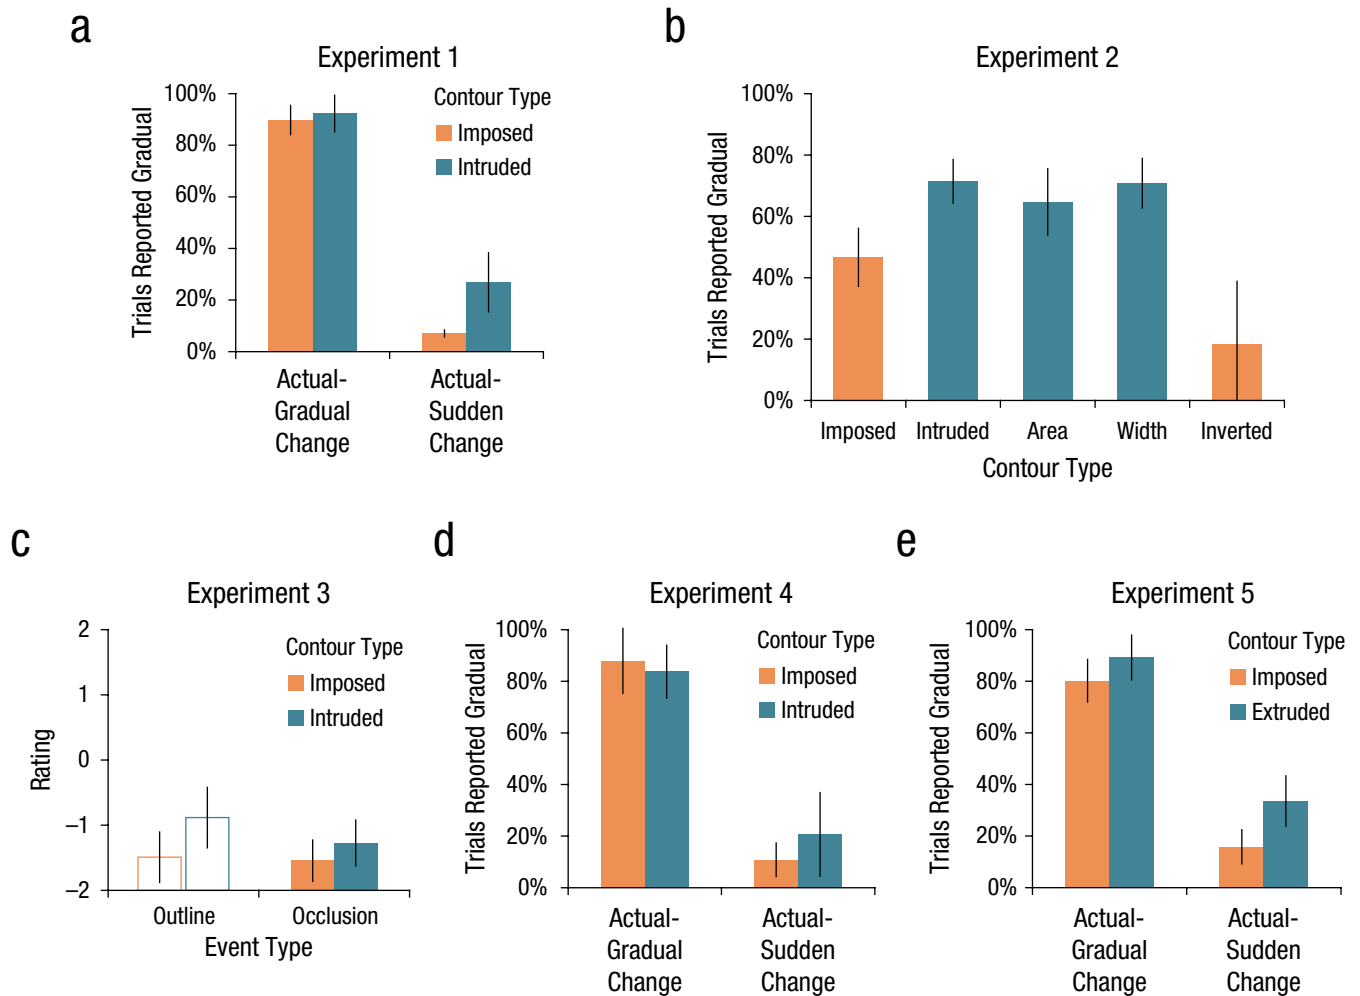 a
Experiment 1
Trials Reported Gradual
100%
80%
60%
40%
20%
0%
Contour Type
Imposed
Intruded
Actual-
Gradual
Change
Actual-
Sudden
Change
b
Experiment 2
Trials Reported Gradual
100%
80%
60%
40%
20%
0%
Imposed Intruded Area Width Inverted
Contour Type
c
Experiment 3
Rating
2
1
0
–1
–2
Contour Type
Imposed
Intruded
Outline Occlusion
Event Type
d
Experiment 4
Trials Reported Gradual
100%
80%
60%
40%
20%
0%
Contour Type
Imposed
Intruded
Actual-
Gradual
Change
Actual-
Sudden
Change
e
Experiment 5
Trials Reported Gradual
100%
80%
60%
40%
20%
0%
Contour Type
Imposed
Extruded
Actual-
Gradual
Change
Actual-
Sudden
Change